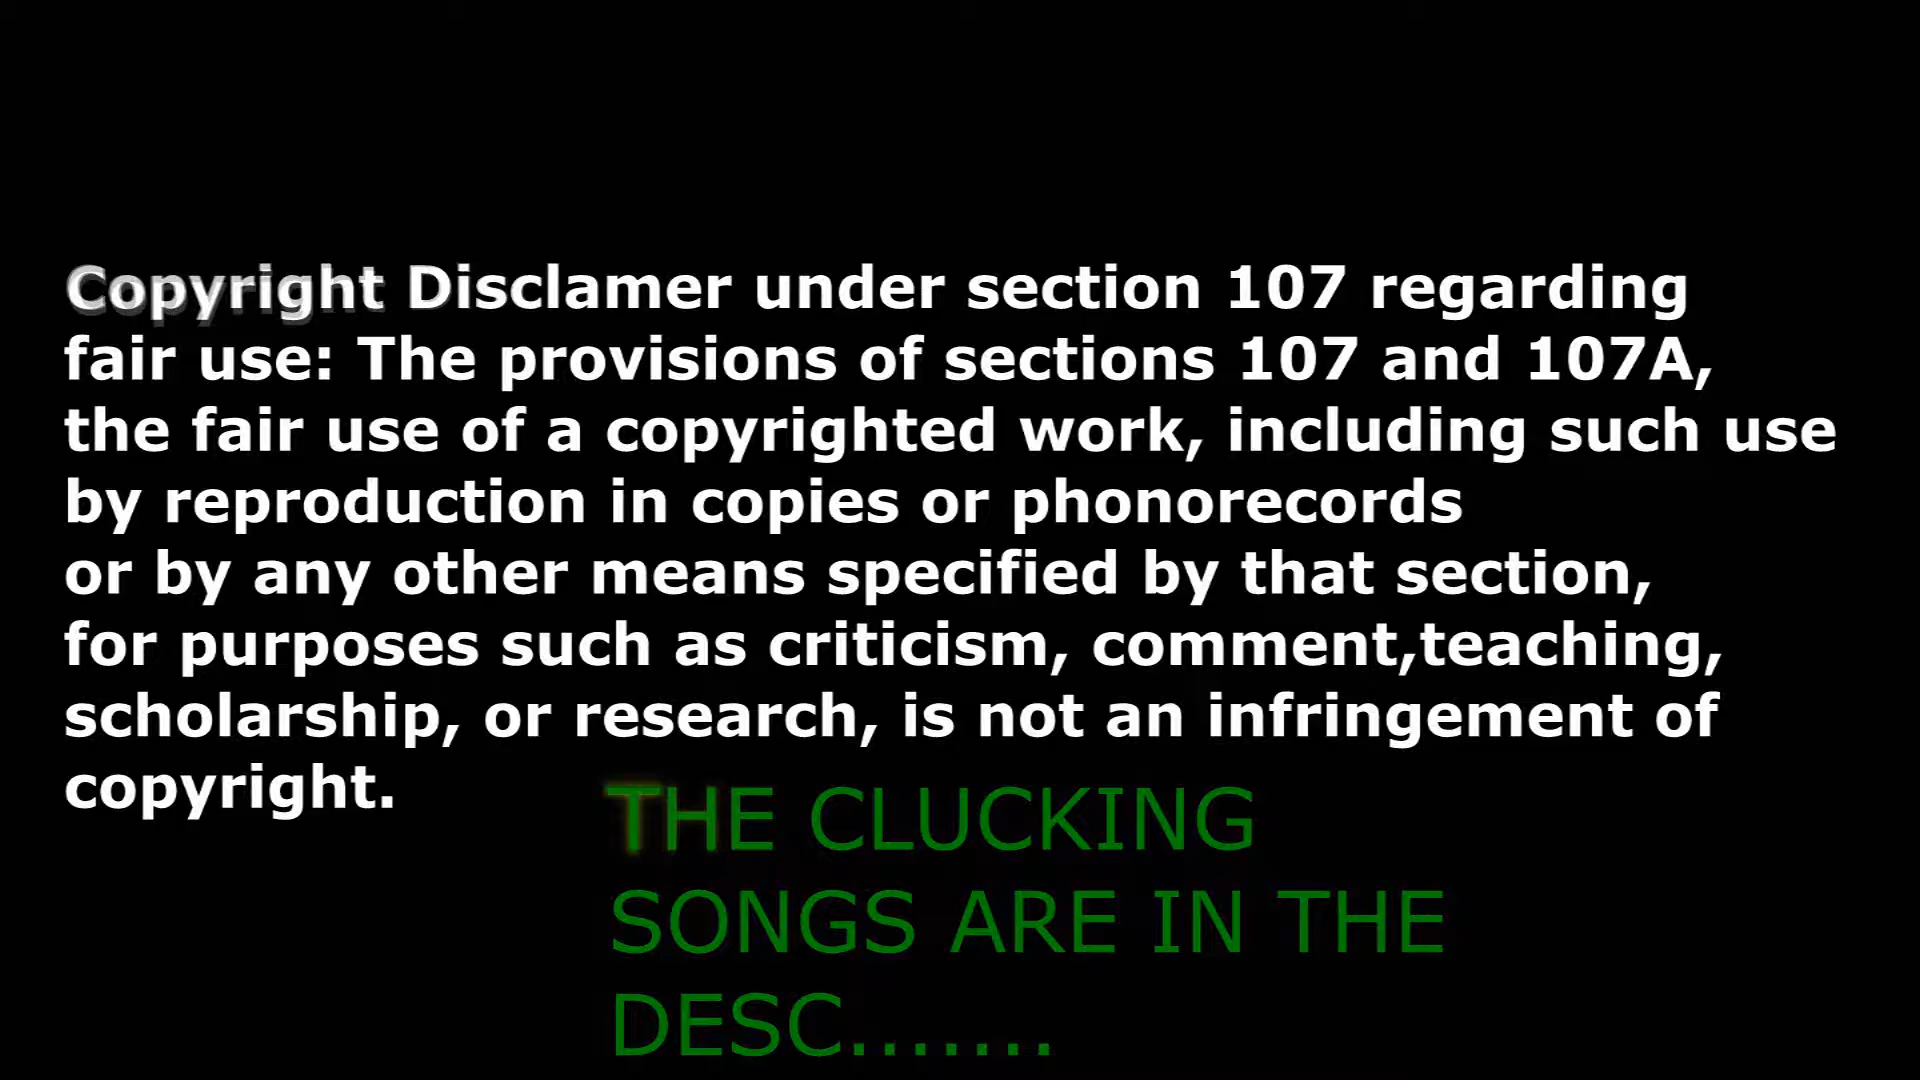 Copyright Disclamer under section 107 regarding
fair use: The provisions of sections 107 and 107A,
the fair use of a copyrighted work, including such use
by reproduction in copies or phonorecords
or by any other means specified by that section,
for purposes such as criticism, comment,teaching,
scholarship, or research, is not an infringement of
copyright.
THE CLUCKING
SONGS ARE IN THE
DESC.......